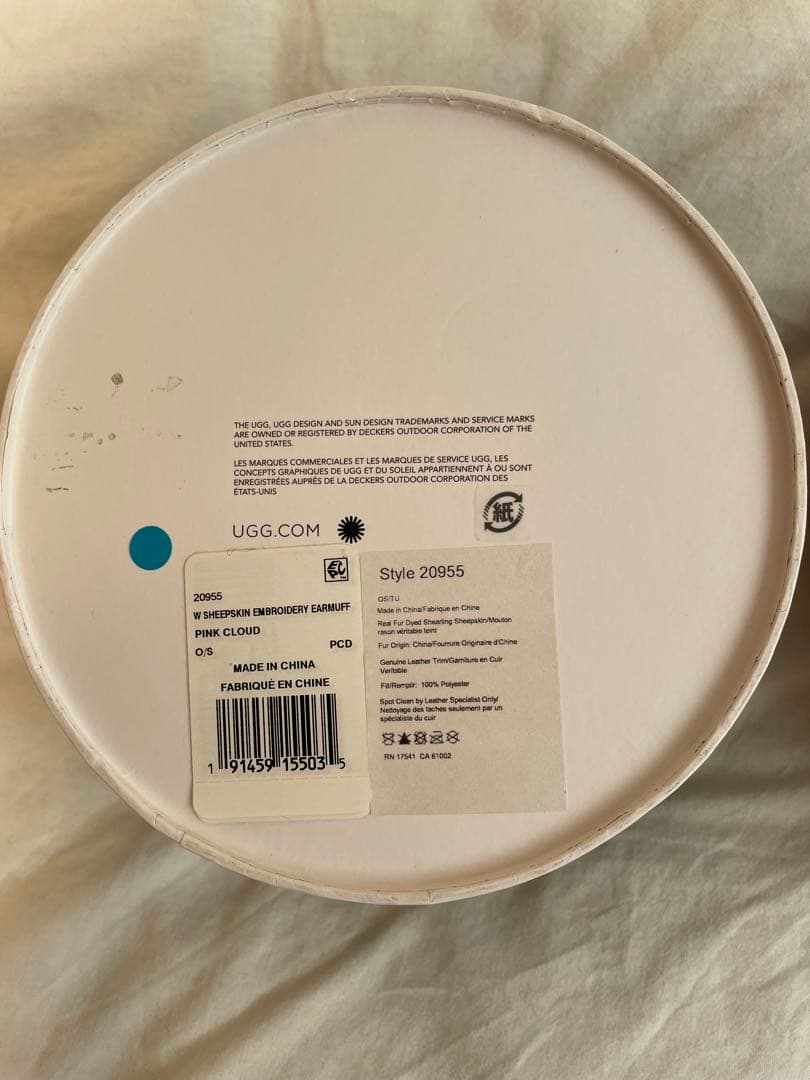 THE UGG, UGG DESIGN AND SUN DESIGN TRADEMARKS AND SERVICE MARKS
ARE OWNED OR REGISTERED BY DECKERS OUTDOOR CORPORATION OF THE
UNITED STATES.
LES MARQUES COMMERCIALES ET LES MARQUES DE SERVICE UGG, LES
CONCEPTS GRAPHIQUES DE UGG ET DU SOLEIL APPARTIENNENT À OU SONT
ENREGISTRÉES AUPRÉS DE LA DECKERS OUTDOOR CORPORATION DES
ÉTATS-UNIS
UGG.COM
紙
20955
W SHEEPSKIN EMBROIDERY EARMUFF
PINK CLOUD
O/S PCD
MADE IN CHINA
FABRIQUÉ EN CHINE
1 91459 15503 5
Style 20955
OS/TU
Made in China/Fabrique en Chine
Real Fur Dyed Shearling Sheepskin/Mouton
rason véritable teint
Fur Origin: China/Fourrure Originaire d'Chine
Genuine Leather Trim/Garniture en Cuir
Veritable
Fill/Remplir: 100% Polyester
Spot Clean by Leather Specialist Only/
Nettoyage des taches seulement par un
spécialiste du cuir
RN 17541 CA 61002